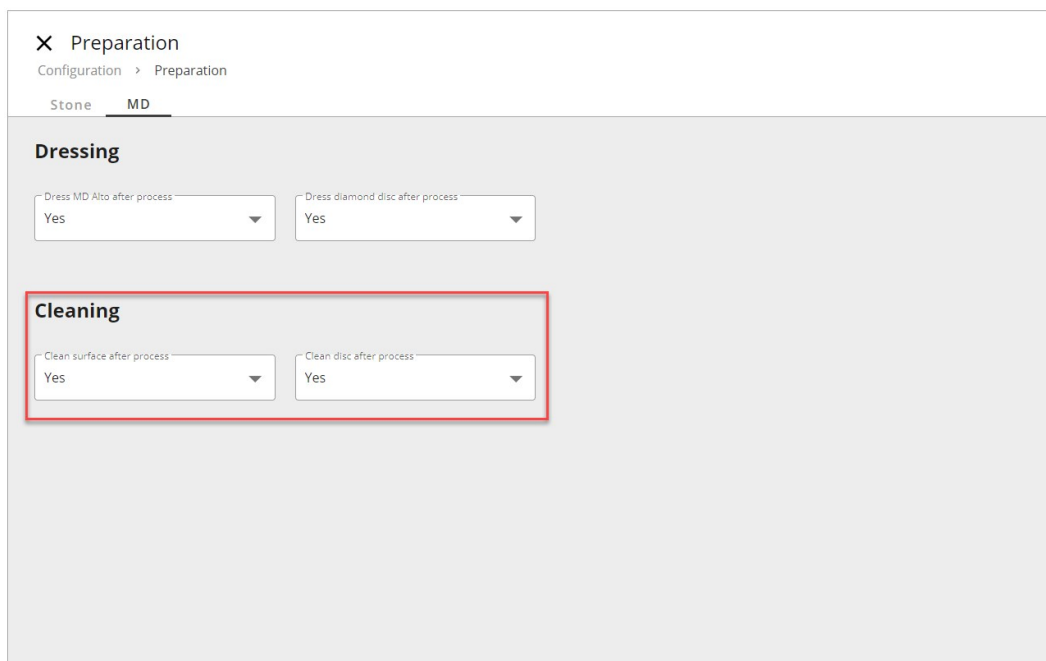 Preparation
Configuration > Preparation
Stone MD
Dressing
Dress MD Alto after process Dress diamond disc after process
Yes Yes
Cleaning
Clean surface after process Clean disc after process
Yes Yes